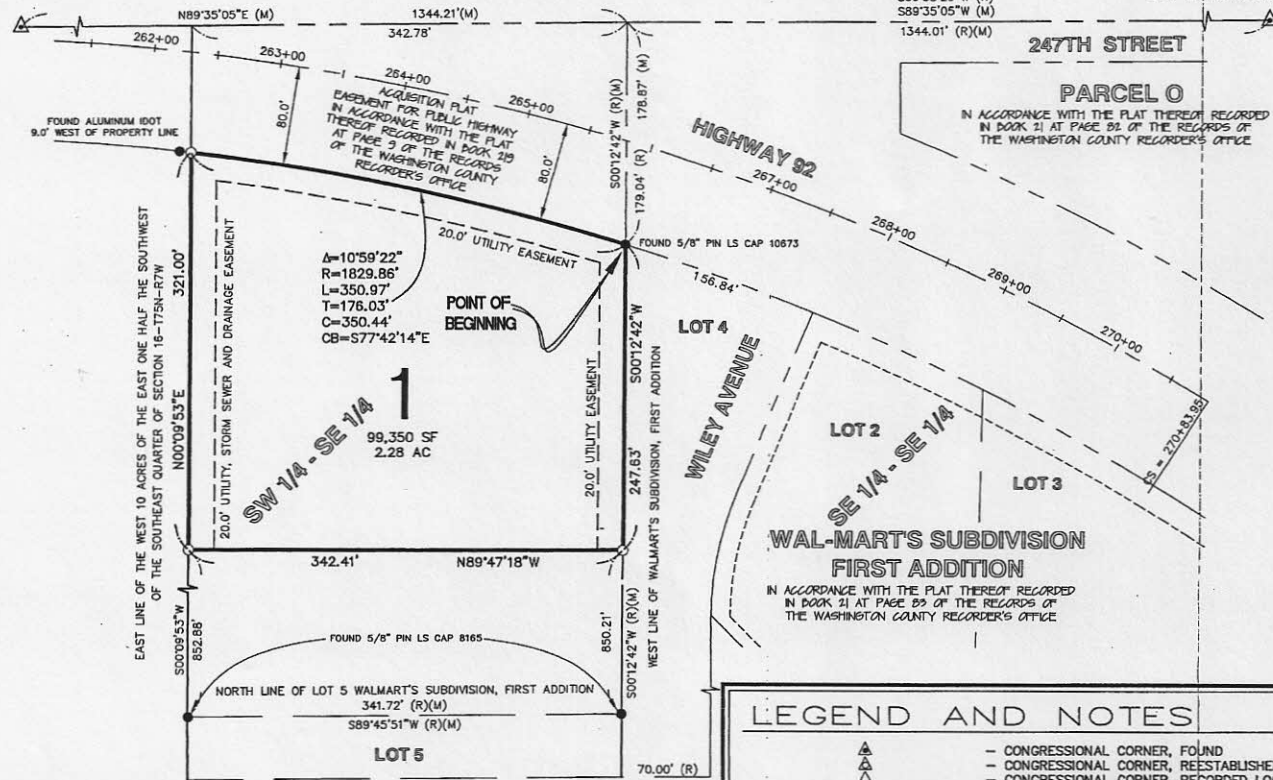 N89°35'05"E (M)
1344.21'(M)
342.78'
S89°35'05"W (M)
1344.01' (R)(M)
247TH STREET
PARCEL O
IN ACCORDANCE WITH THE PLAT THEREOF RECORDED
IN BOOK 21 AT PAGE 82 OF THE RECORDS OF
THE WASHINGTON COUNTY RECORDER'S OFFICE
262+00
263+00
264+00
265+00
267+00
268+00
269+00
270+00
HIGHWAY 92
CS = 270+83.95
ACQUISITION PLAT
EASEMENT FOR PUBLIC HIGHWAY
IN ACCORDANCE WITH THE PLAT
THEREOF RECORDED IN BOOK 219
AT PAGE 9 OF THE RECORDS
OF THE WASHINGTON COUNTY
RECORDER'S OFFICE
80.0'
80.0'
S00°12'42"W (R)(M)
178.87' (M)
179.04' (R)
FOUND ALUMINUM IDOT
9.0' WEST OF PROPERTY LINE
FOUND 5/8" PIN LS CAP 10673
156.84'
20.0' UTILITY EASEMENT
Δ=10°59'22"
R=1829.86'
L=350.97'
T=176.03'
C=350.44'
CB=S77°42'14"E
POINT OF
BEGINNING
1
99,350 SF
2.28 AC
SW 1/4 - SE 1/4
EAST LINE OF THE WEST 10 ACRES OF THE EAST ONE HALF THE SOUTHWEST
OF THE SOUTHEAST QUARTER OF SECTION 16-T75N-R7W
N00°09'53"E
321.00'
20.0' UTILITY, STORM SEWER AND DRAINAGE EASEMENT
20.0' UTILITY EASEMENT
S00°12'42"W
247.63'
WEST LINE OF WALMART'S SUBDIVISION, FIRST ADDITION
LOT 4
WILEY AVENUE
LOT 2
SE 1/4 - SE 1/4
LOT 3
WAL-MART'S SUBDIVISION
FIRST ADDITION
IN ACCORDANCE WITH THE PLAT THEREOF RECORDED
IN BOOK 21 AT PAGE 83 OF THE RECORDS OF
THE WASHINGTON COUNTY RECORDER'S OFFICE
342.41'
N89°47'18"W
S00°09'53"W
852.88'
850.21'
S00°12'42"W (R)(M)
FOUND 5/8" PIN LS CAP 8165
NORTH LINE OF LOT 5 WALMART'S SUBDIVISION, FIRST ADDITION
341.72' (R)(M)
S89°45'51"W (R)(M)
LOT 5
70.00' (R)
LEGEND AND NOTES
– CONGRESSIONAL CORNER, FOUND
– CONGRESSIONAL CORNER, REESTABLISHE
– CONGRESSIONAL CORNER, RECORDED LO